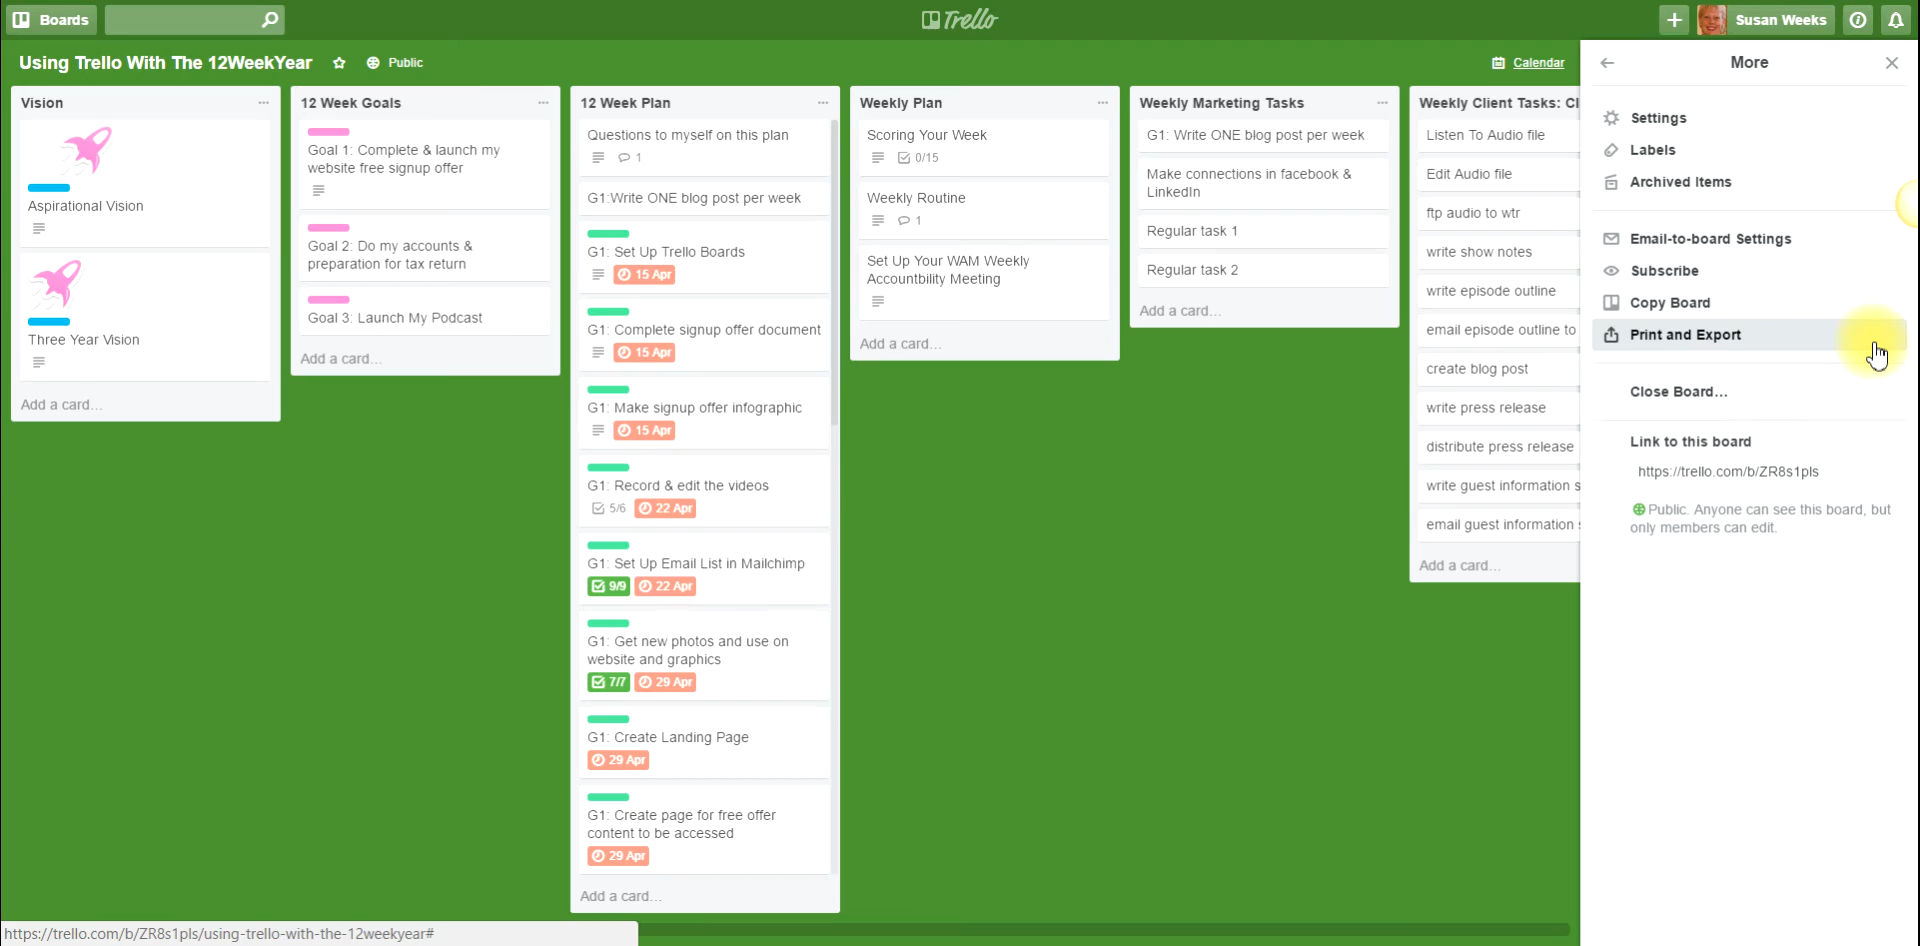 Boards
Trello
Susan Weeks
Using Trello With The 12WeekYear
Public
Calendar
Vision
Aspirational Vision
Three Year Vision
Add a card...
12 Week Goals
Goal 1: Complete & launch my
website free signup offer
Goal 2: Do my accounts &
preparation for tax return
Goal 3: Launch My Podcast
Add a card...
12 Week Plan
Questions to myself on this plan
1
G1:Write ONE blog post per week
G1: Set Up Trello Boards
15 Apr
G1: Complete signup offer document
15 Apr
G1: Make signup offer infographic
15 Apr
G1: Record & edit the videos
5/6 22 Apr
G1: Set Up Email List in Mailchimp
9/9 22 Apr
G1: Get new photos and use on
website and graphics
7/7 29 Apr
G1: Create Landing Page
29 Apr
G1: Create page for free offer
content to be accessed
29 Apr
Add a card...
Weekly Plan
Scoring Your Week
0/15
Weekly Routine
1
Set Up Your WAM Weekly
Accountbility Meeting
Add a card...
Weekly Marketing Tasks
G1: Write ONE blog post per week
Make connections in facebook &
LinkedIn
Regular task 1
Regular task 2
Add a card...
Weekly Client Tasks: Cl
Listen To Audio file
Edit Audio file
ftp audio to wtr
write show notes
write episode outline
email episode outline to
create blog post
write press release
distribute press release
write guest information s
email guest information s
Add a card...
More
Settings
Labels
Archived Items
Email-to-board Settings
Subscribe
Copy Board
Print and Export
Close Board...
Link to this board
https://trello.com/b/ZR8s1pls
Public. Anyone can see this board, but
only members can edit.
https://trello.com/b/ZR8s1pls/using-trello-with-the-12weekyear#